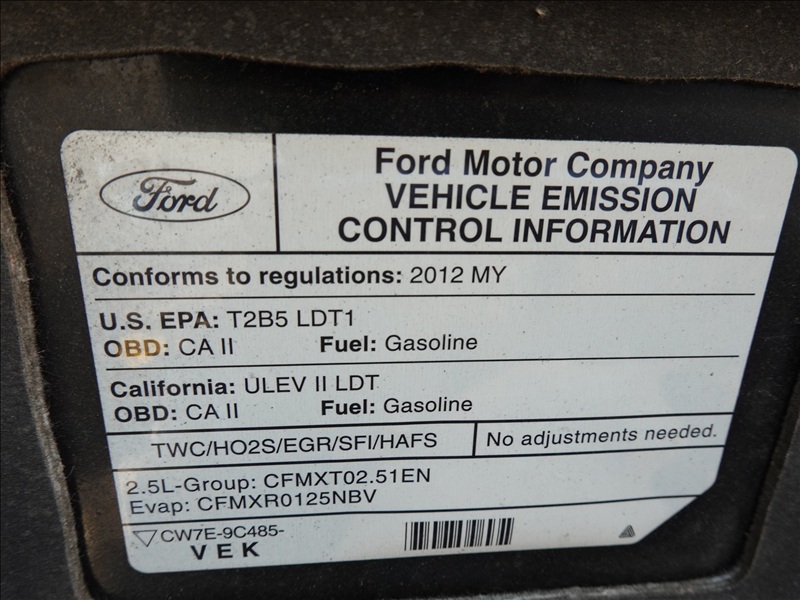 Ford
Ford Motor Company
VEHICLE EMISSION
CONTROL INFORMATION
Conforms to regulations: 2012 MY
U.S. EPA: T2B5 LDT1
OBD: CA II Fuel: Gasoline
California: ULEV II LDT
OBD: CA II Fuel: Gasoline
TWC/HO2S/EGR/SFI/HAFS No adjustments needed.
2.5L-Group: CFMXT02.51EN
Evap: CFMXR0125NBV
CW7E-9C485-
VEK